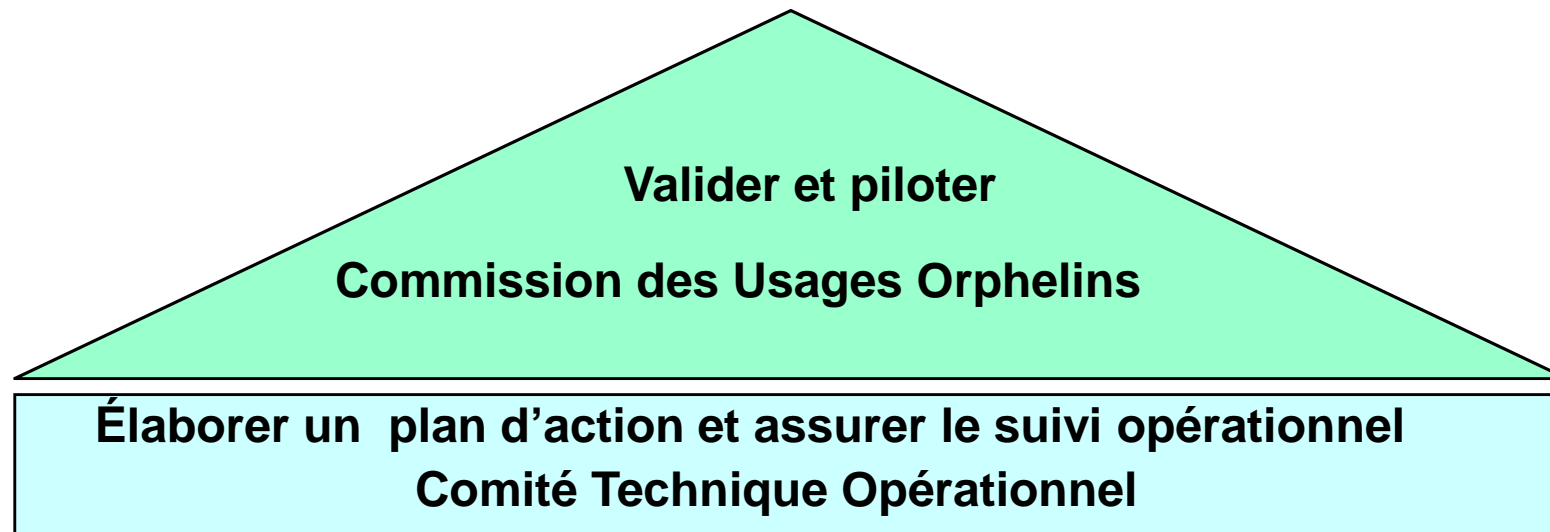 Valider et piloter
Commission des Usages Orphelins
Élaborer un plan d’action et assurer le suivi opérationnel
Comité Technique Opérationnel